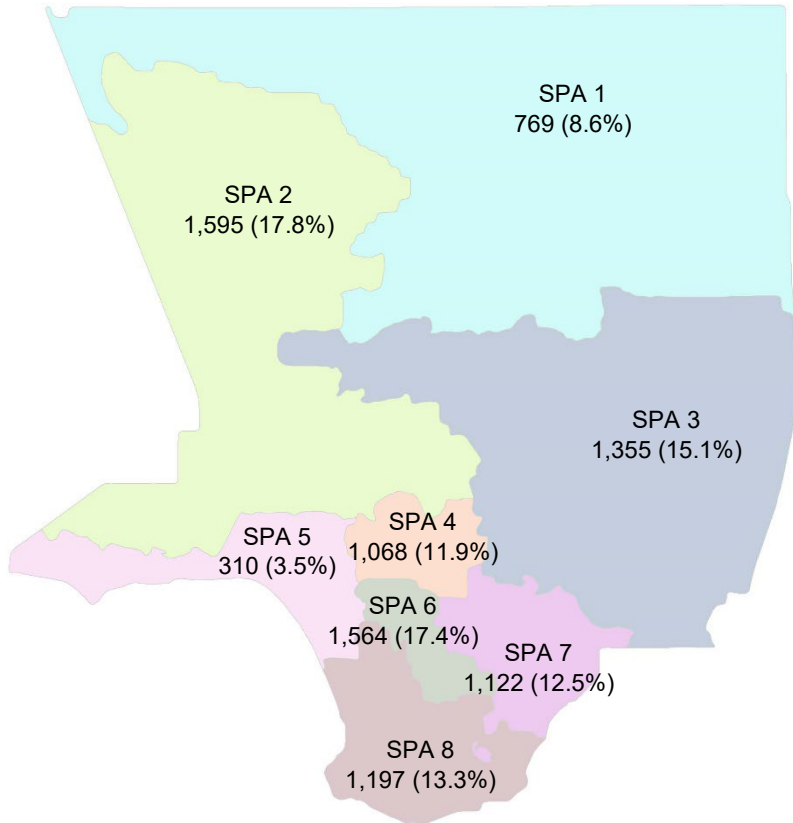 SPA 1
769 (8.6%)
SPA 2
1,595 (17.8%)
SPA 3
1,355 (15.1%)
SPA 4
1,068 (11.9%)
SPA 5
310 (3.5%)
SPA 6
1,564 (17.4%)
SPA 7
1,122 (12.5%)
SPA 8
1,197 (13.3%)